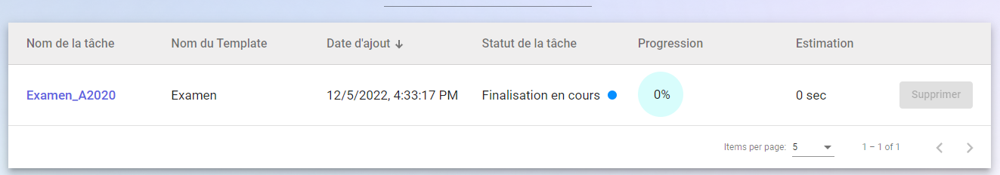 Nom de la tâche Nom du Template Date d'ajout Statut de la tâche Progression Estimation
Examen_A2020 Examen 12/5/2022, 4:33:17 PM Finalisation en cours 0% 0 sec Supprimer
Items per page: 5 1 – 1 of 1